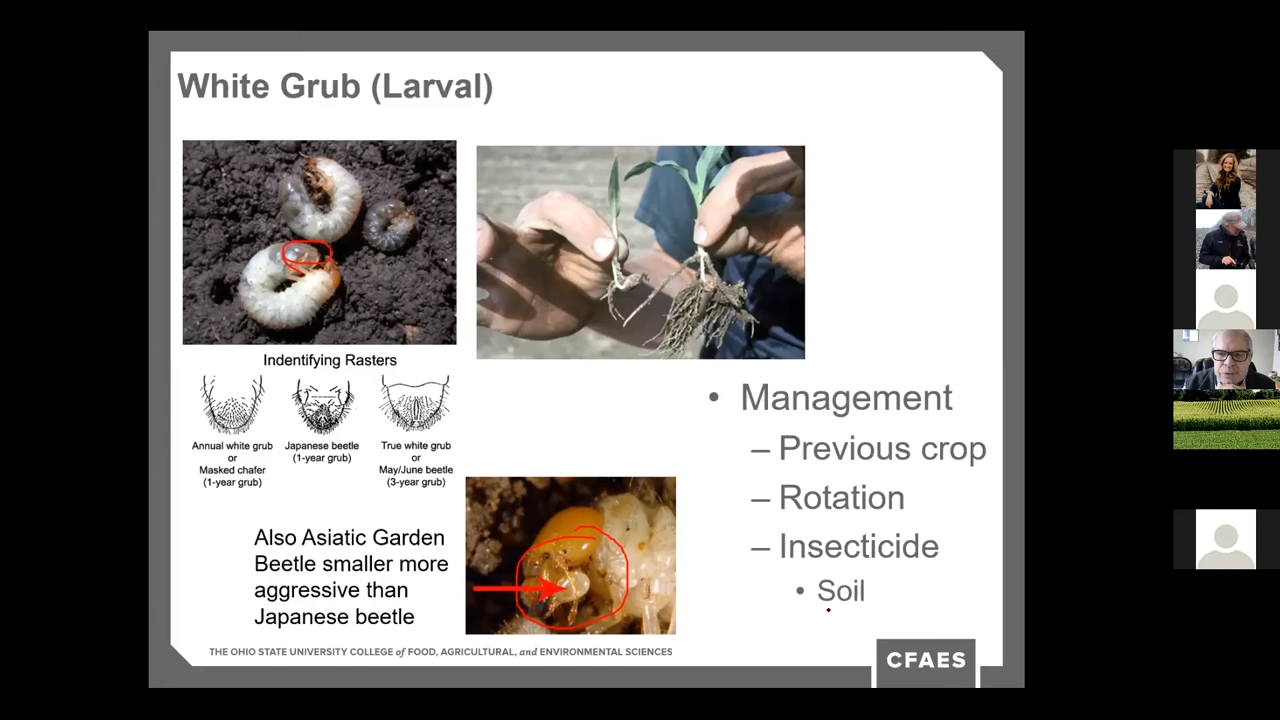 White Grub (Larval)
Indentifying Rasters
Annual white grub
or
Masked chafer
(1-year grub)
Japanese beetle
(1-year grub)
True white grub
or
May/June beetle
(3-year grub)
Also Asiatic Garden
Beetle smaller more
aggressive than
Japanese beetle
• Management
– Previous crop
– Rotation
– Insecticide
• Soil
THE OHIO STATE UNIVERSITY COLLEGE of FOOD, AGRICULTURAL, and ENVIRONMENTAL SCIENCES
CFAES